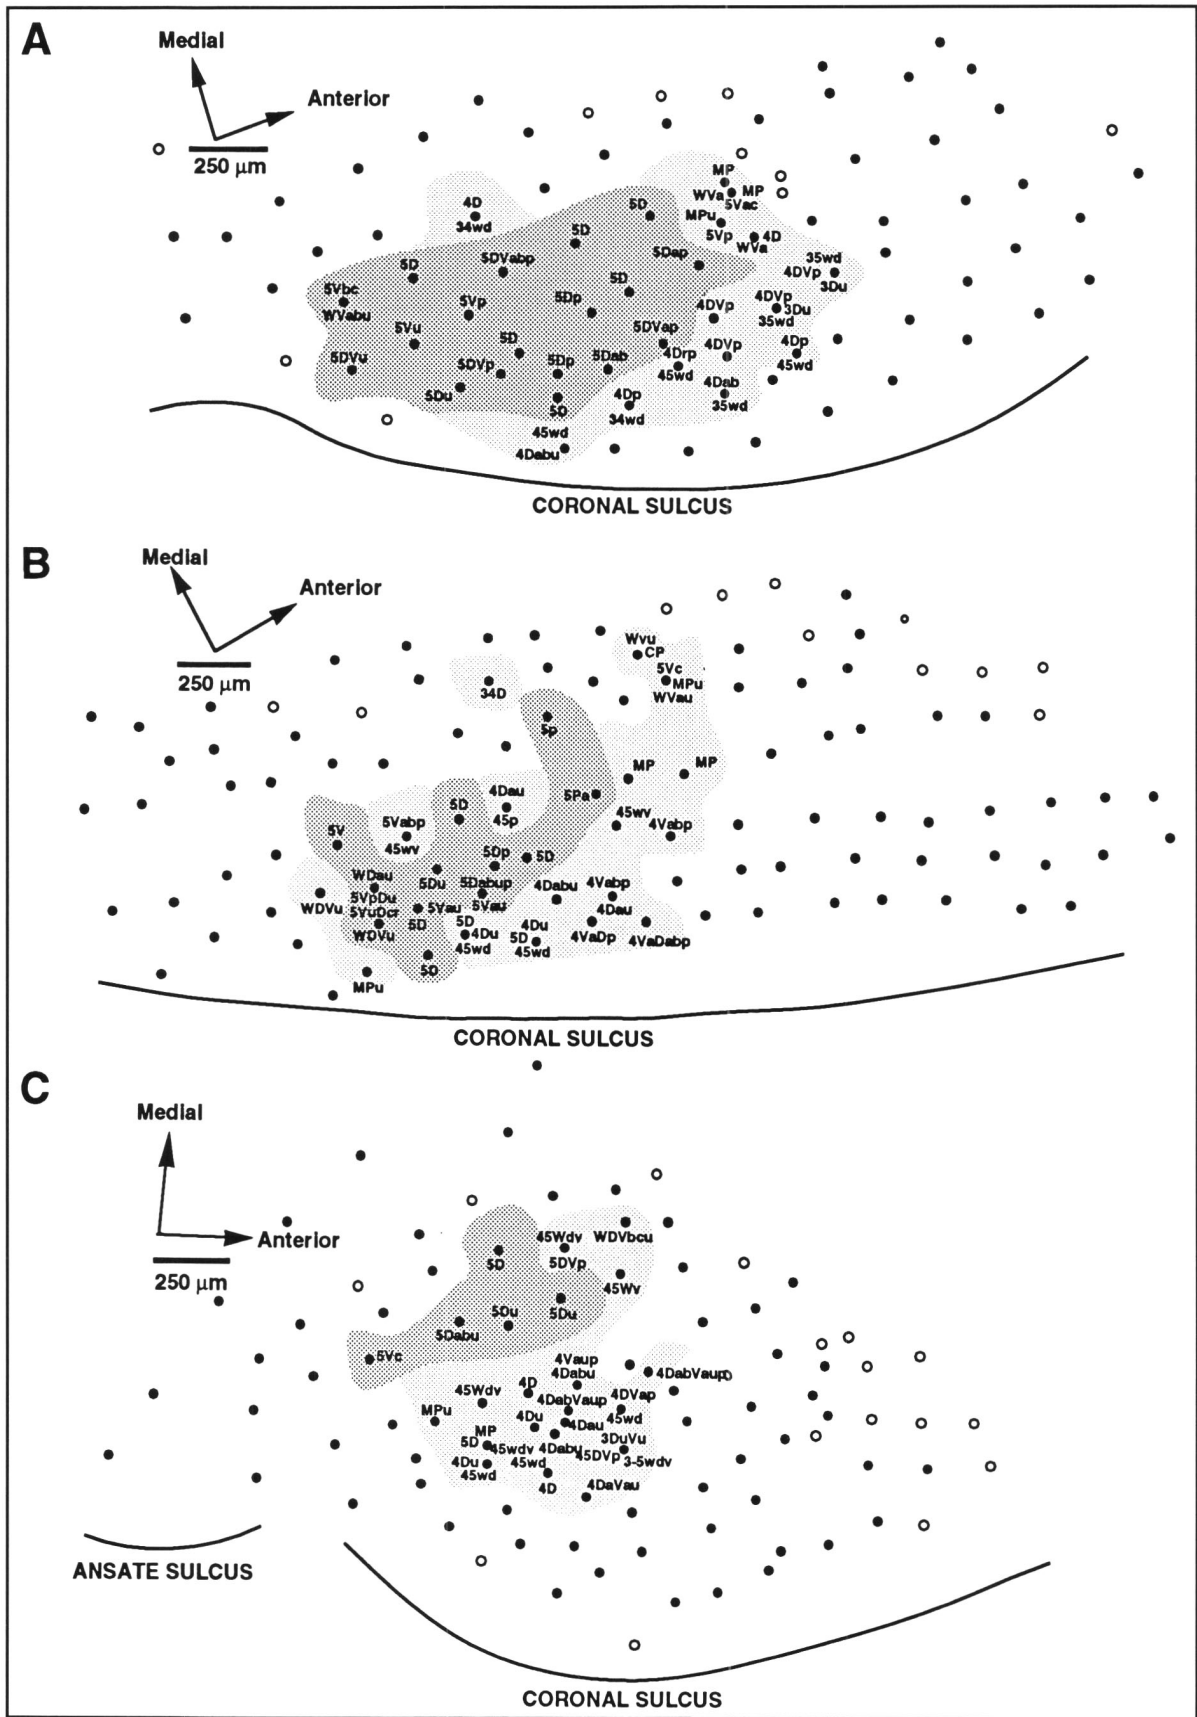 A
Medial
Anterior
250 µm
MP
WVa
MP
5Vac
4D
34wd
5D
MPu
5Vp
4D
WVa
5D
5Dap
35wd
4DVp
3Du
5DVabp
5D
5D
5Vbc
WVabu
5Vp
5Dp
4DVp
4DVp
3Du
35wd
5Vu
5D
5DVap
4DVp
4Dp
45wd
5DVu
5DVp
5Dp
5Dab
4Drp
45wd
5Du
5D
4Dp
34wd
4Dab
35wd
45wd
4Dabu
CORONAL SULCUS
B
Medial
Anterior
250 µm
Wvu
CP
5Vc
MPu
WVau
34D
5p
MP
MP
4Dau
45p
5Pa
5D
5Vabp
45wv
45wv
4Vabp
5V
5Dp
5D
WDau
5Du
5Dabup
4Dabu
4Vabp
WDVu
5VpDu
5Vau
5Vau
4Dau
5VuDcr
WDVu
5D
5D
4Du
45wd
4Du
5D
45wd
4VaDp
4VaDabp
5D
MPu
CORONAL SULCUS
C
Medial
Anterior
250 µm
45Wdv
5DVp
WDVbcu
5D
45Wv
5Du
5Du
5Dabu
5Vc
4Vaup
4Dabu
4DabVaup
45Wdv
4D
4DabVaup
4DVap
45wd
MPu
4Du
4Dau
MP
5D
45wdv
4Dabu
3DuVu
45DVp
3-5wdv
4Du
45wd
45wd
4D
4DaVau
ANSATE SULCUS
CORONAL SULCUS